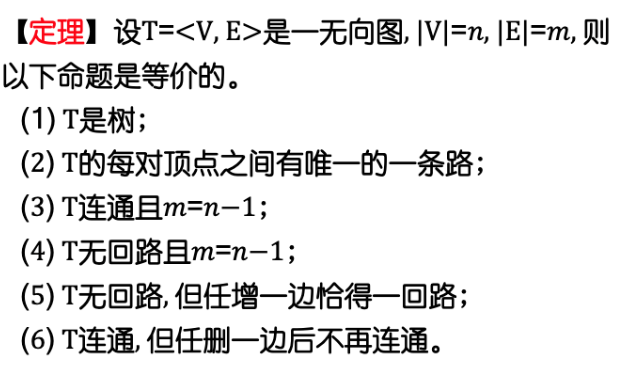 【定理】设T=<V, E>是一无向图, |V|=n, |E|=m, 则
以下命题是等价的。
(1) T是树；
(2) T的每对顶点之间有唯一的一条路；
(3) T连通且m=n−1；
(4) T无回路且m=n−1；
(5) T无回路, 但任增一边恰得一回路；
(6) T连通, 但任删一边后不再连通。